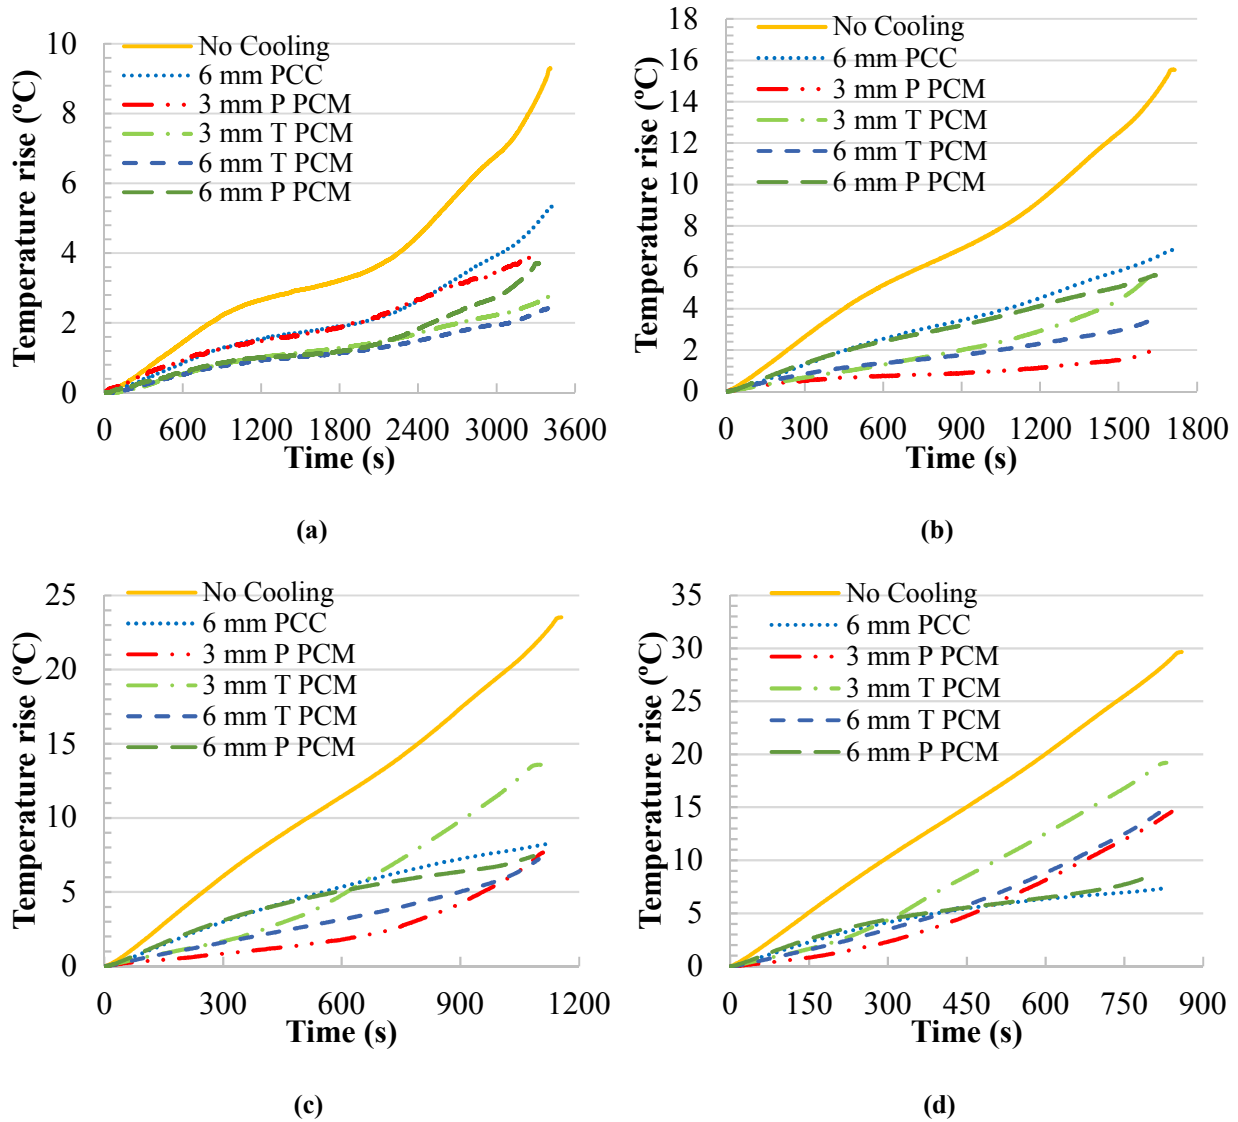 Temperature rise (ºC)
10
8
6
4
2
0
No Cooling
6 mm PCC
3 mm P PCM
3 mm T PCM
6 mm T PCM
6 mm P PCM
0 600 1200 1800 2400 3000 3600
Time (s)
(a)
Temperature rise (ºC)
18
16
14
12
10
8
6
4
2
0
No Cooling
6 mm PCC
3 mm P PCM
3 mm T PCM
6 mm T PCM
6 mm P PCM
0 300 600 900 1200 1500 1800
Time (s)
(b)
Temperature rise (ºC)
25
20
15
10
5
0
No Cooling
6 mm PCC
3 mm P PCM
3 mm T PCM
6 mm T PCM
6 mm P PCM
0 300 600 900 1200
Time (s)
(c)
Temperature rise (ºC)
35
30
25
20
15
10
5
0
No Cooling
6 mm PCC
3 mm P PCM
3 mm T PCM
6 mm T PCM
6 mm P PCM
0 150 300 450 600 750 900
Time (s)
(d)